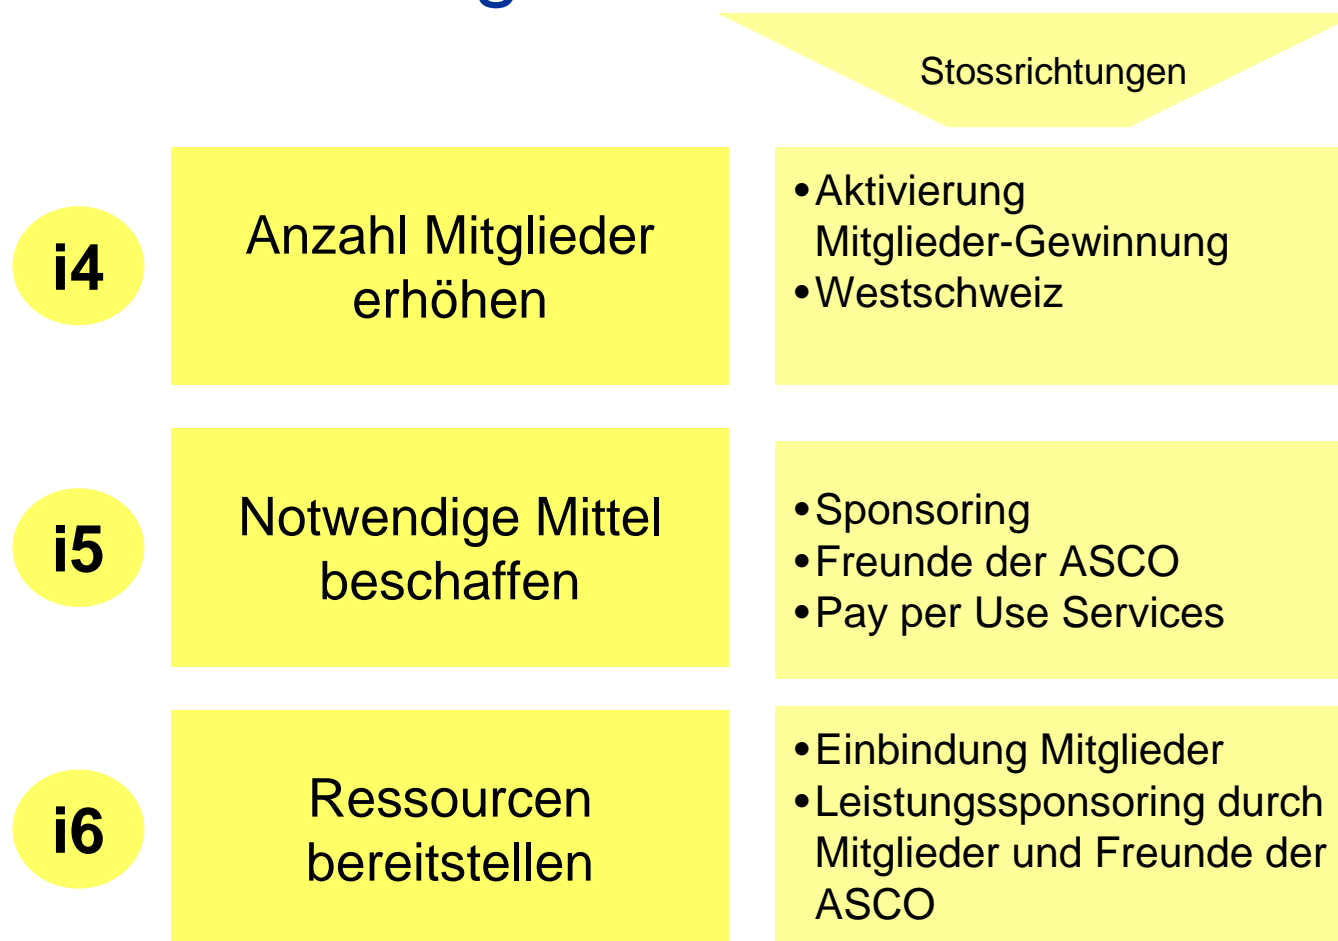 Stossrichtungen
i4
Anzahl Mitglieder
erhöhen
•Aktivierung
Mitglieder-Gewinnung
•Westschweiz
i5
Notwendige Mittel
beschaffen
•Sponsoring
•Freunde der ASCO
•Pay per Use Services
i6
Ressourcen
bereitstellen
•Einbindung Mitglieder
•Leistungssponsoring durch
Mitglieder und Freunde der
ASCO